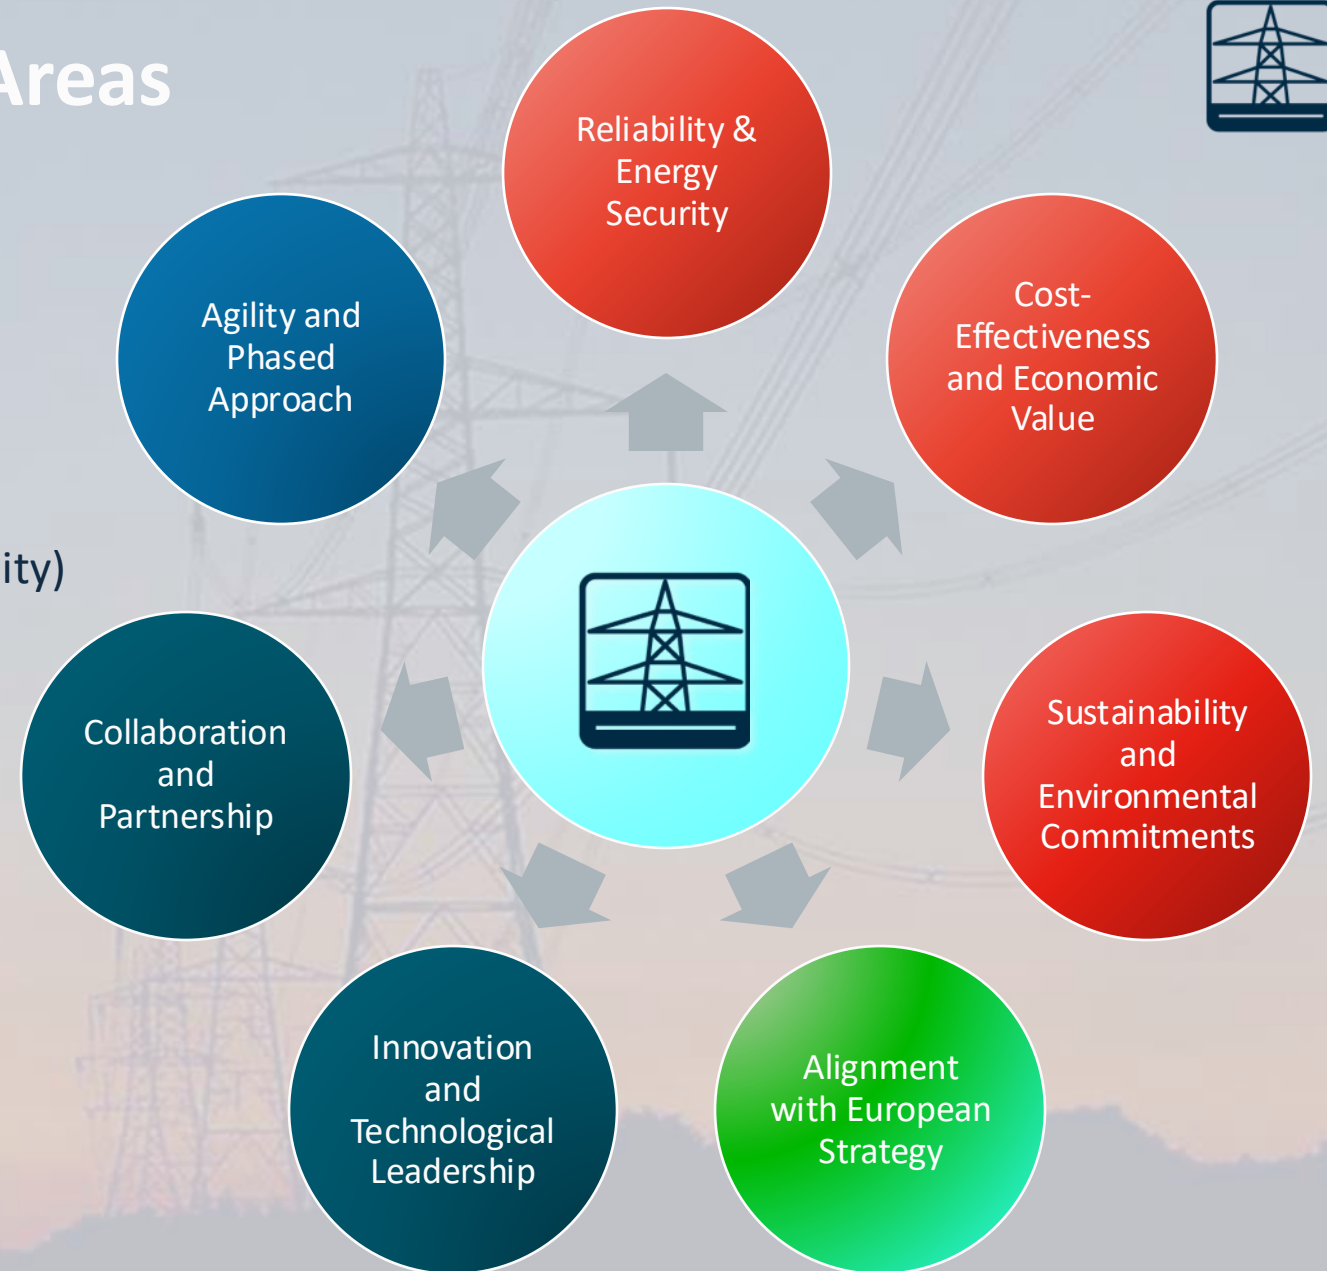 Areas
Reliability &
Energy
Security
Cost-
Effectiveness
and Economic
Value
Sustainability
and
Environmental
Commitments
Alignment
with European
Strategy
Innovation
and
Technological
Leadership
Collaboration
and
Partnership
Agility and
Phased
Approach
ity)